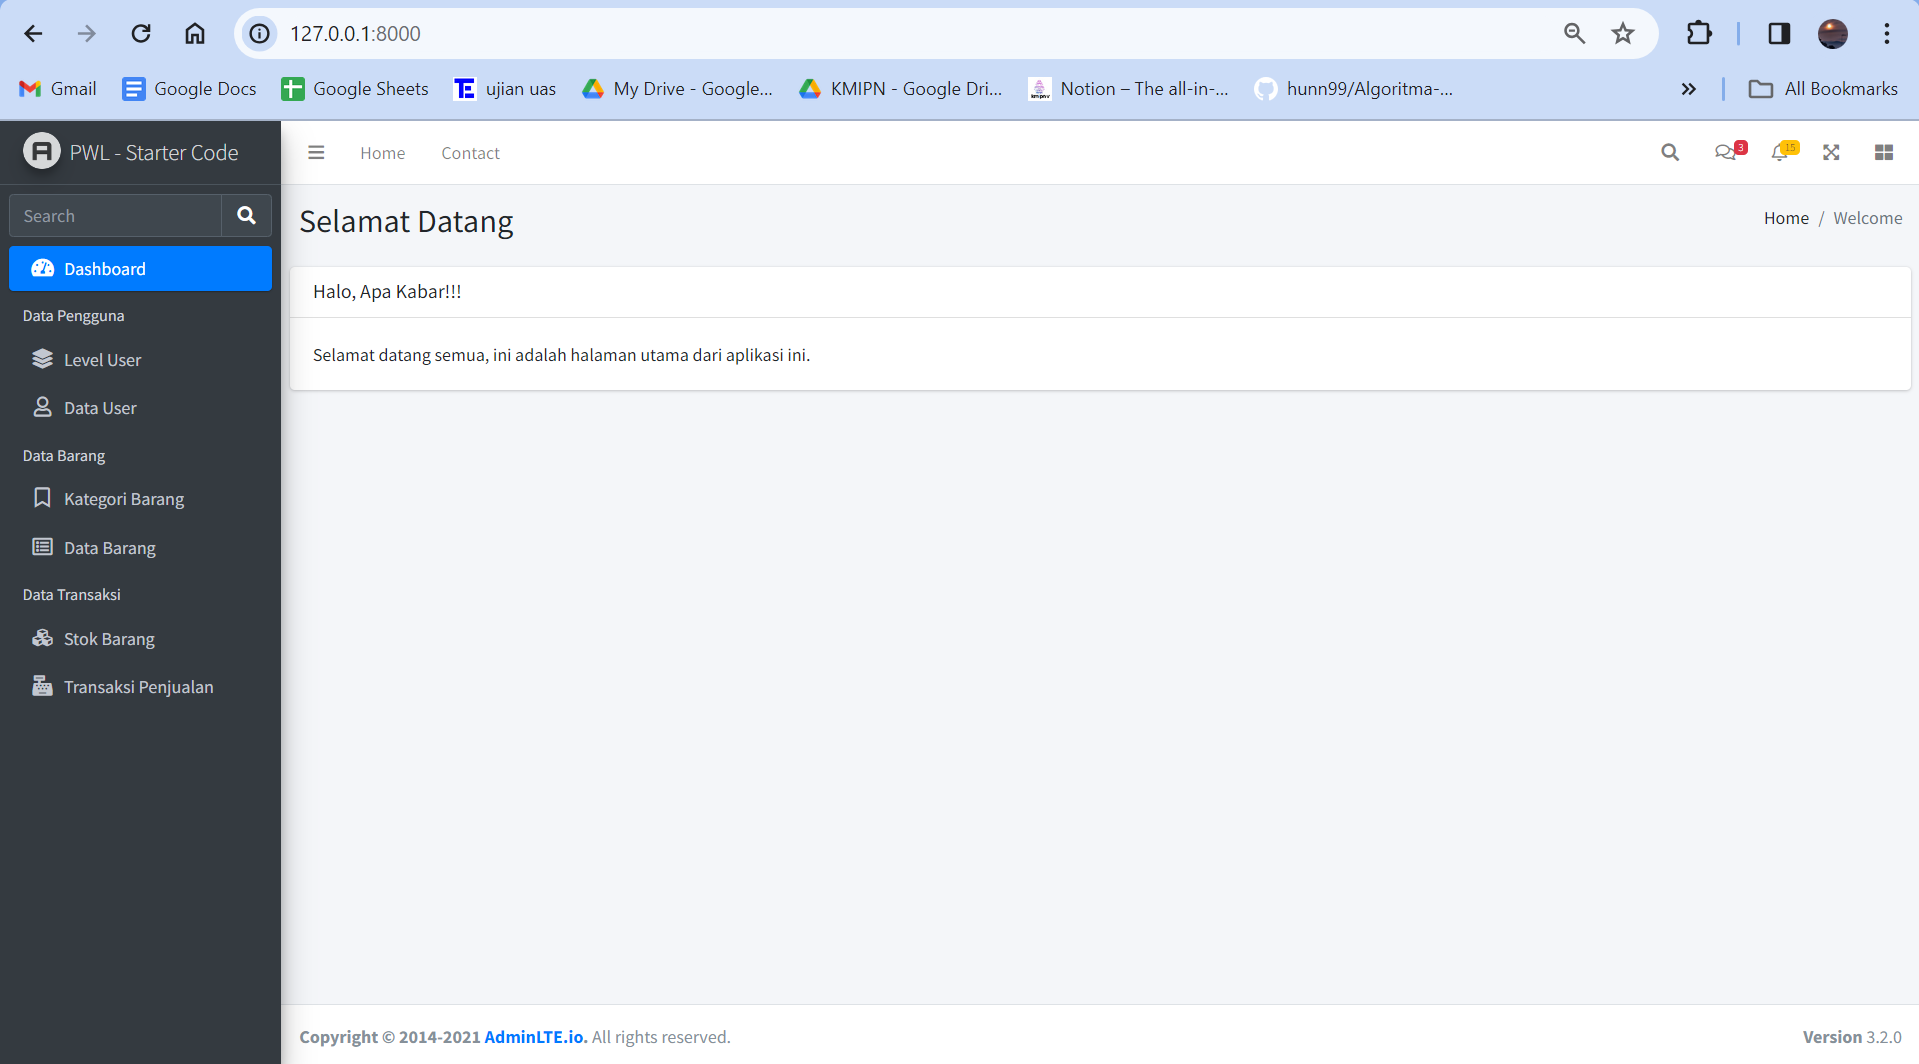 127.0.0.1:8000
Gmail Google Docs Google Sheets ujian uas My Drive - Google... KMIPN - Google Dri... Notion – The all-in-... hunn99/Algoritma-... All Bookmarks
PWL - Starter Code
Home Contact
3
15
Search
Selamat Datang
Home / Welcome
Dashboard
Halo, Apa Kabar!!!
Data Pengguna
Selamat datang semua, ini adalah halaman utama dari aplikasi ini.
Level User
Data User
Data Barang
Kategori Barang
Data Barang
Data Transaksi
Stok Barang
Transaksi Penjualan
Copyright © 2014-2021 AdminLTE.io. All rights reserved.
Version 3.2.0